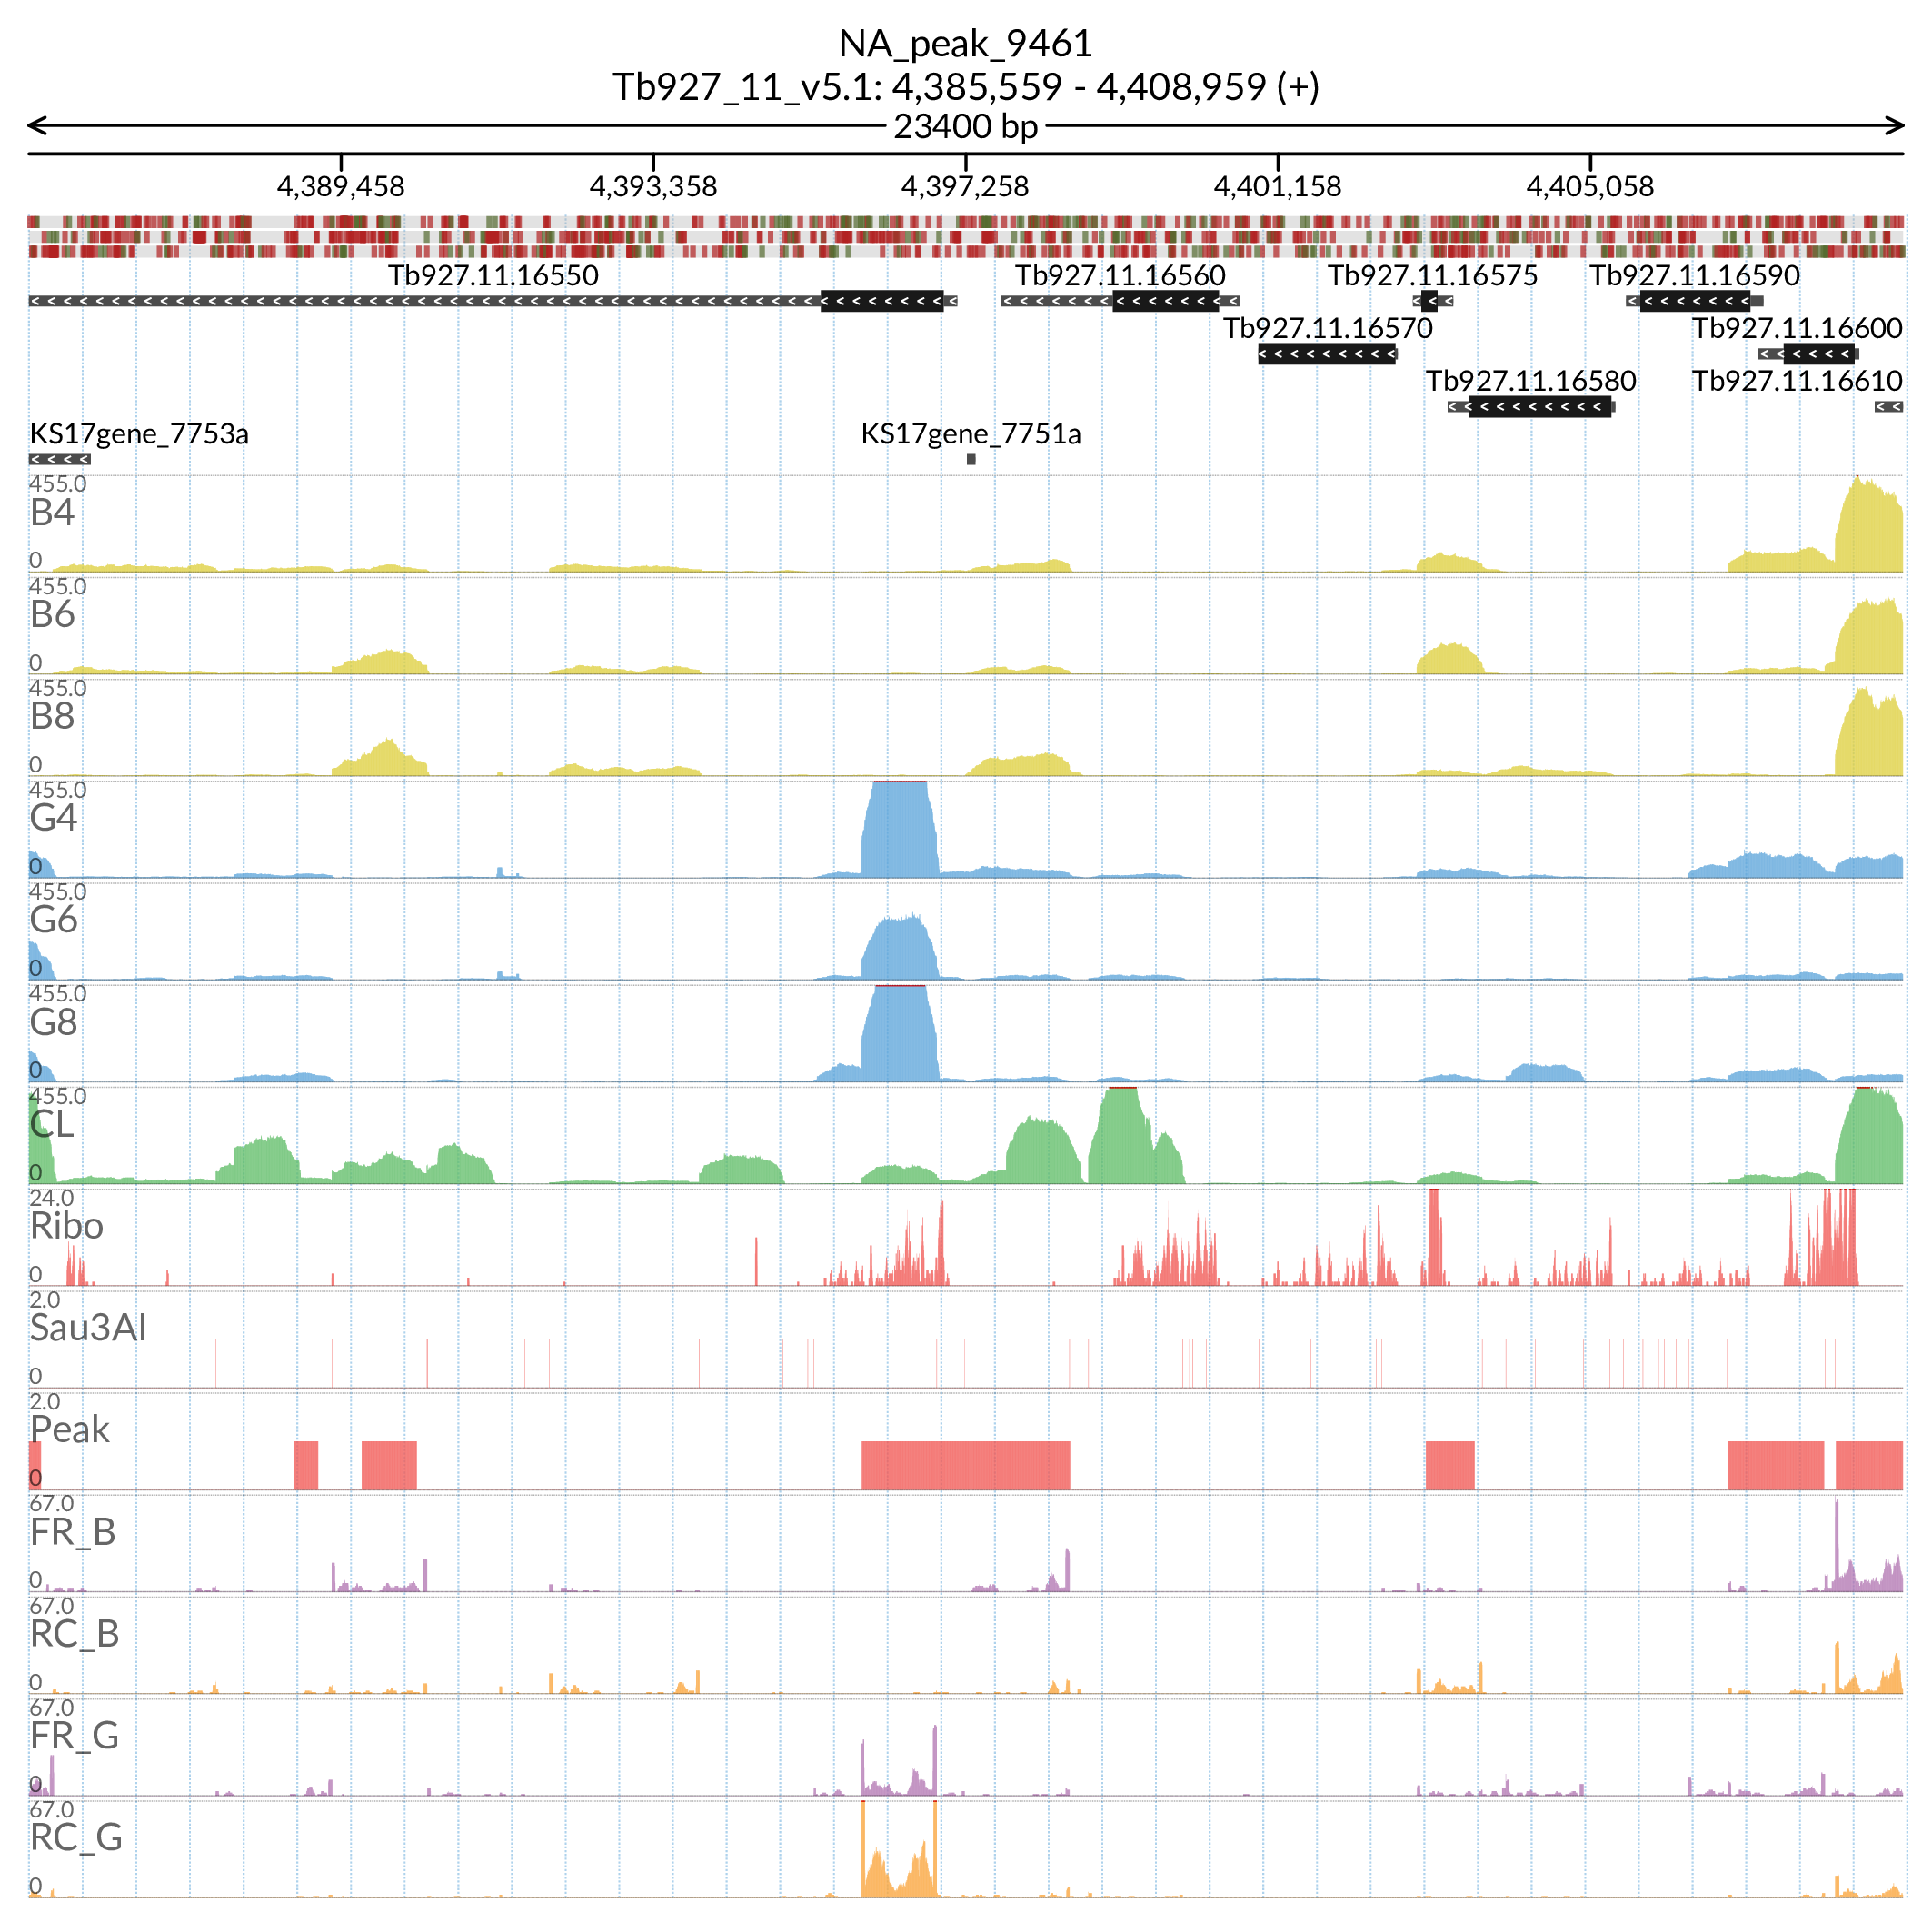 NA_peak_9461
Tb927_11_v5.1: 4,385,559 - 4,408,959 (+)
23400 bp
4,389,458 4,393,358 4,397,258 4,401,158 4,405,058
Tb927.11.16550 Tb927.11.16560 Tb927.11.16575 Tb927.11.16590
Tb927.11.16570 Tb927.11.16600
Tb927.11.16580 Tb927.11.16610
KS17gene_7753a KS17gene_7751a
455.0
B4
0
455.0
B6
0
455.0
B8
0
455.0
G4
0
455.0
G6
0
455.0
G8
0
455.0
CL
0
24.0
Ribo
0
2.0
Sau3AI
0
2.0
Peak
0
67.0
FR_B
0
67.0
RC_B
0
67.0
FR_G
0
67.0
RC_G
0